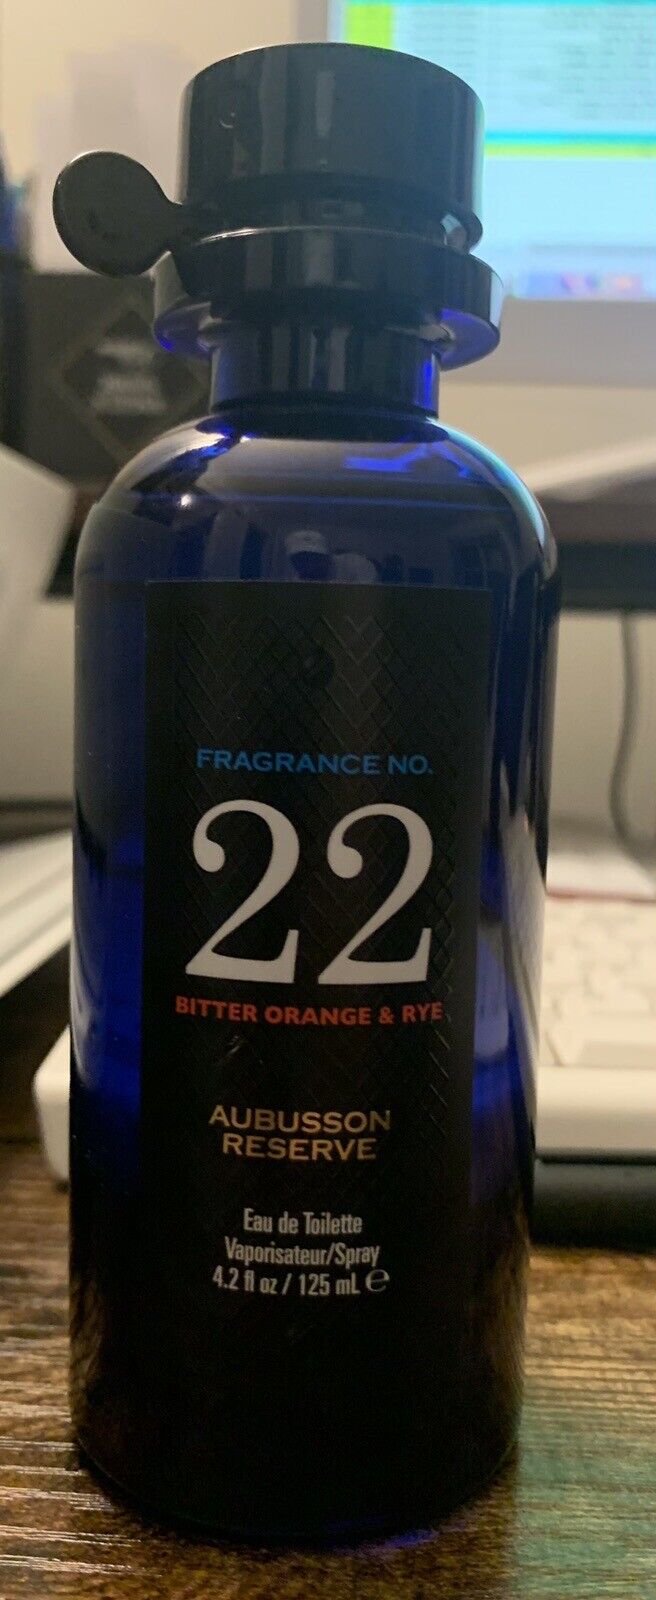 FRAGRANCE NO.
22
BITTER ORANGE & RYE
AUBUSSON
RESERVE
Eau de Toilette
Vaporisateur/Spray
4.2 fl oz / 125 mL ℮